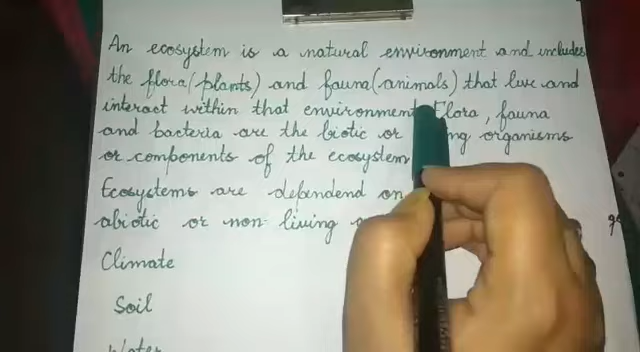 An ecosystem is a natural environment and includes
the flora (plants) and fauna (animals) that live and
interact within that environment Flora, fauna
and bacteria are the biotic or ng organisms
or components of the ecosystem
Ecosystems are dependend on
abiotic or non living
Climate
Soil
Water